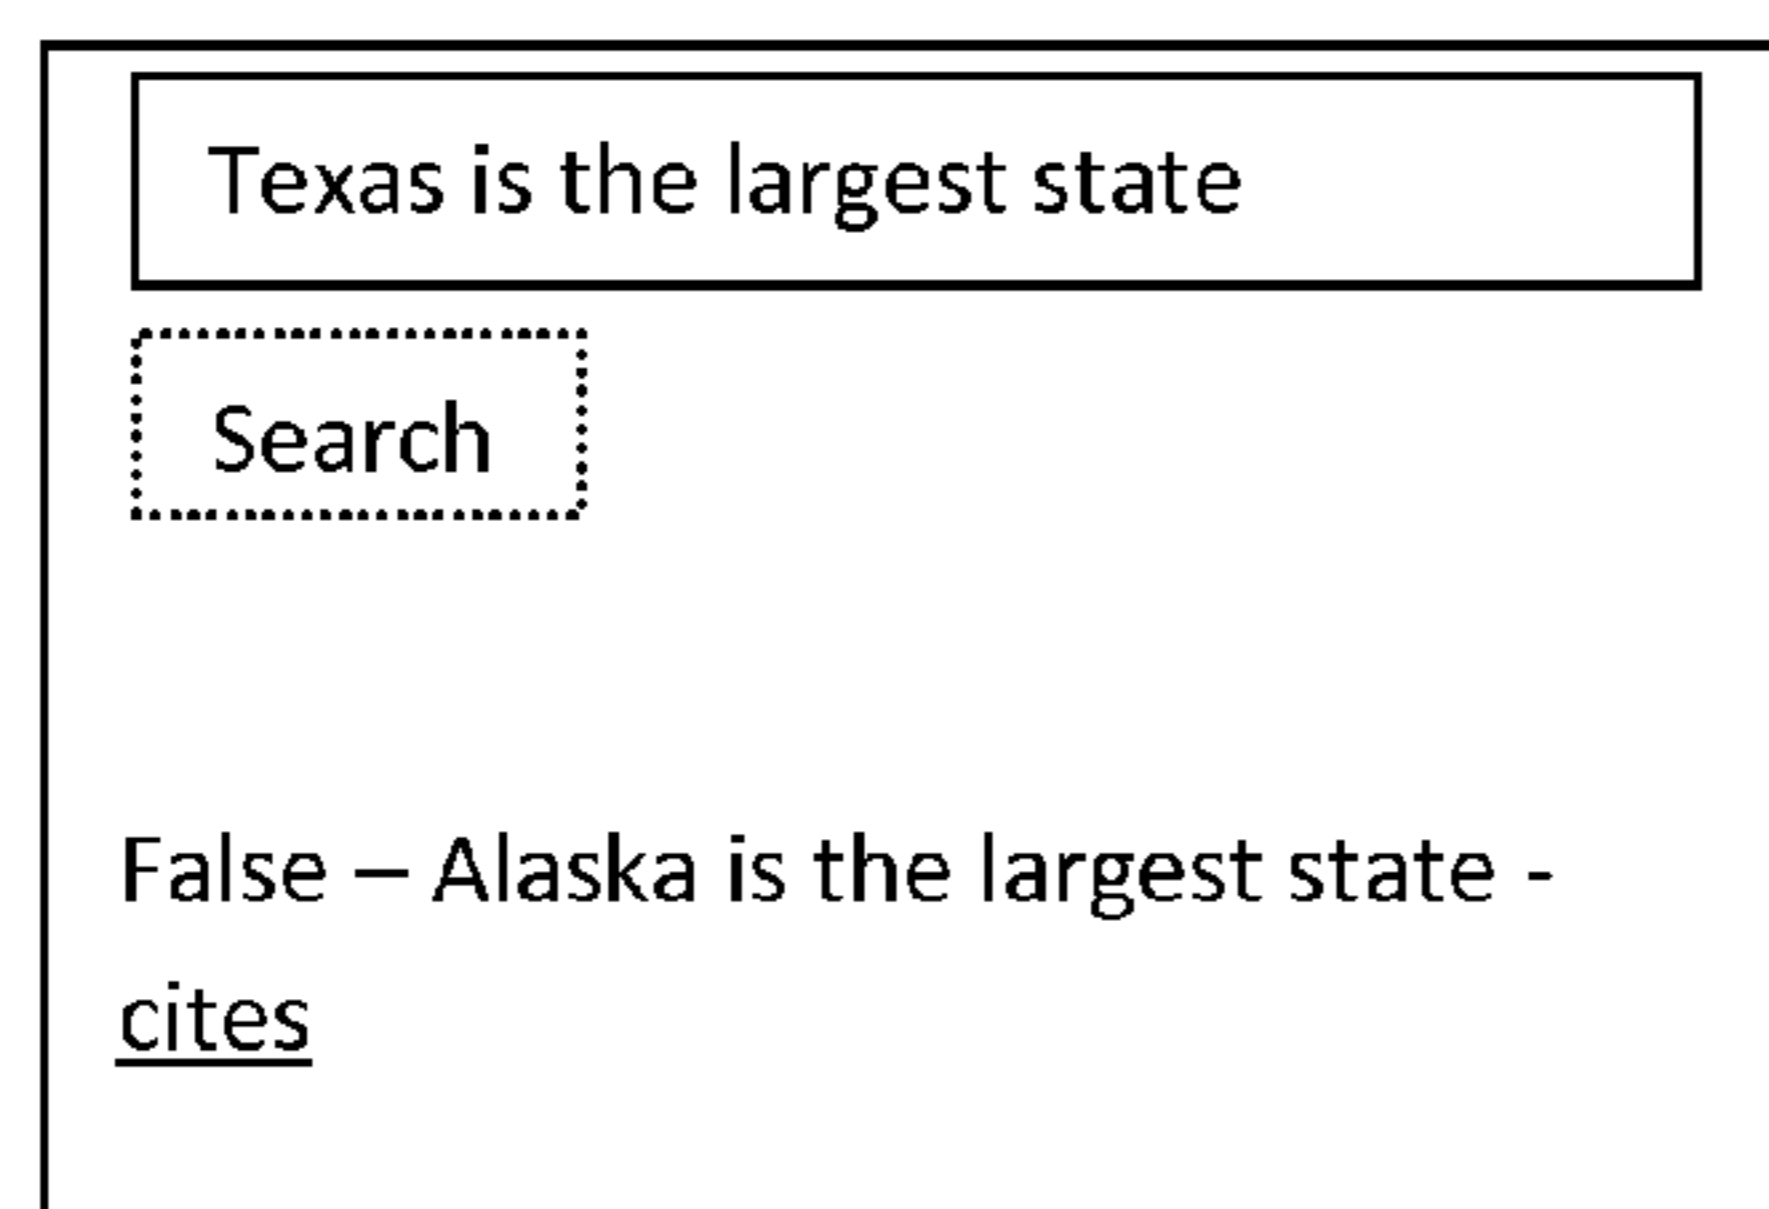 Texas is the largest state
Search
False – Alaska is the largest state -
cites